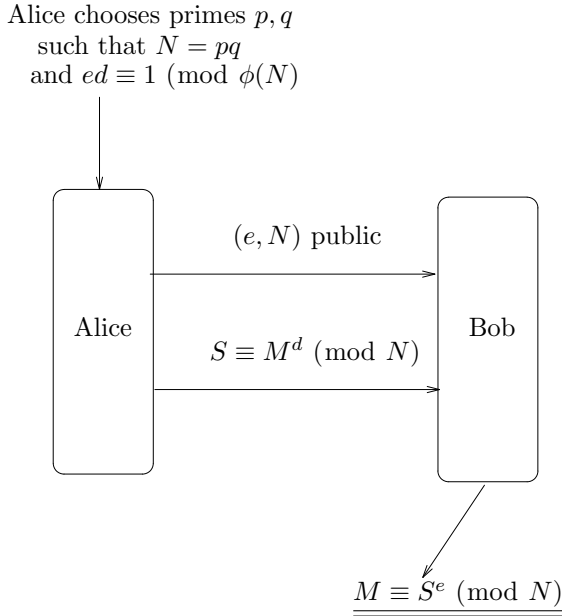 Alice chooses primes p, q
such that N = pq
and ed ≡ 1 (mod ϕ(N)
(e, N) public
Alice
Bob
S ≡ M^d (mod N)
M ≡ S^e (mod N)